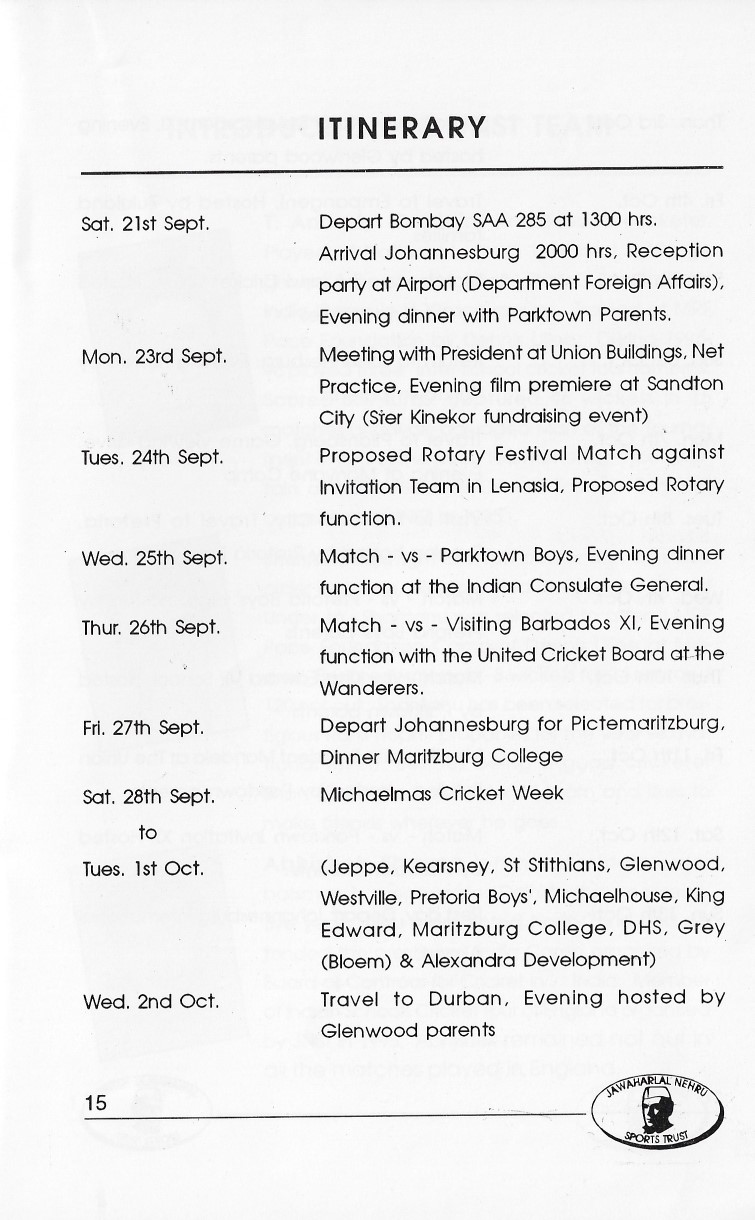 ITINERARY
Sat. 21st Sept. Depart Bombay SAA 285 at 1300 hrs.
Arrival Johannesburg 2000 hrs, Reception
party at Airport (Department Foreign Affairs),
Evening dinner with Parktown Parents.
Mon. 23rd Sept. Meeting with President at Union Buildings, Net
Practice, Evening film premiere at Sandton
City (Ster Kinekor fundraising event)
Tues. 24th Sept. Proposed Rotary Festival Match against
Invitation Team in Lenasia, Proposed Rotary
function.
Wed. 25th Sept. Match - vs - Parktown Boys, Evening dinner
function at the Indian Consulate General.
Thur. 26th Sept. Match - vs - Visiting Barbados XI, Evening
function with the United Cricket Board at the
Wanderers.
Fri. 27th Sept. Depart Johannesburg for Pictemaritzburg,
Dinner Maritzburg College
Sat. 28th Sept. Michaelmas Cricket Week
to
Tues. 1st Oct. (Jeppe, Kearsney, St Stithians, Glenwood,
Westville, Pretoria Boys', Michaelhouse, King
Edward, Maritzburg College, DHS, Grey
(Bloem) & Alexandra Development)
Wed. 2nd Oct. Travel to Durban, Evening hosted by
Glenwood parents
15
JAWAHARLAL NEHRU
SPORTS TRUST